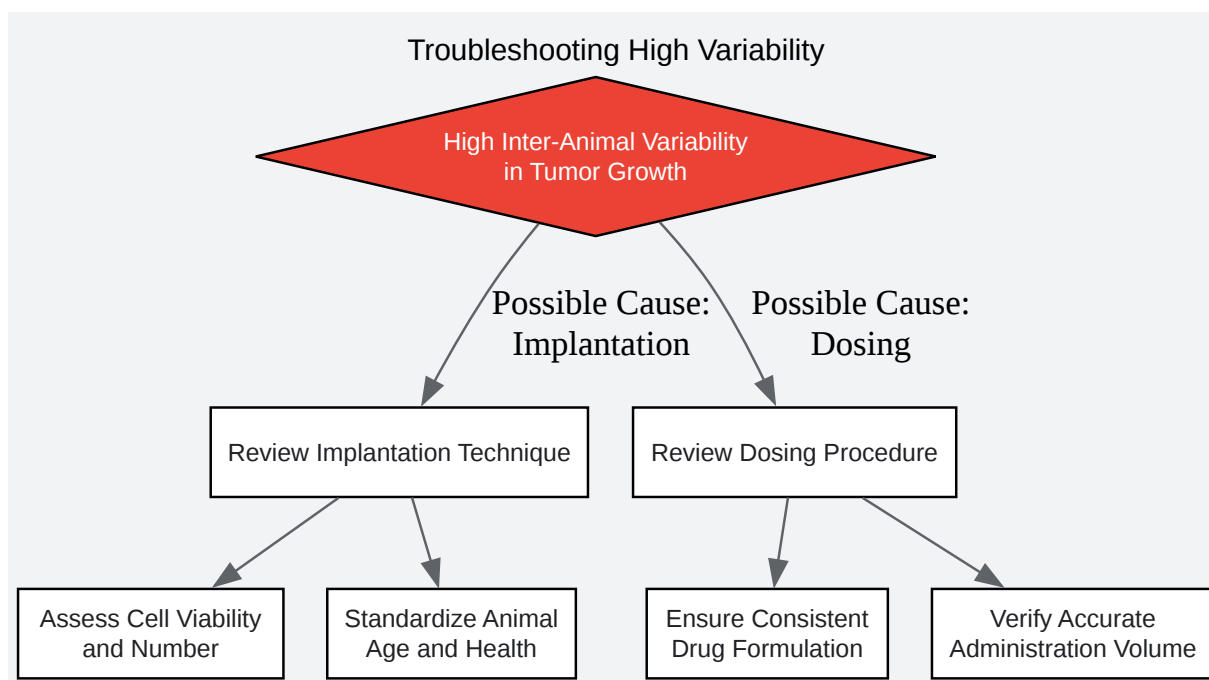 Troubleshooting High Variability
High Inter-Animal Variability
in Tumor Growth
Possible Cause:
Implantation
Possible Cause:
Dosing
Review Implantation Technique
Review Dosing Procedure
Assess Cell Viability
and Number
Standardize Animal
Age and Health
Ensure Consistent
Drug Formulation
Verify Accurate
Administration Volume